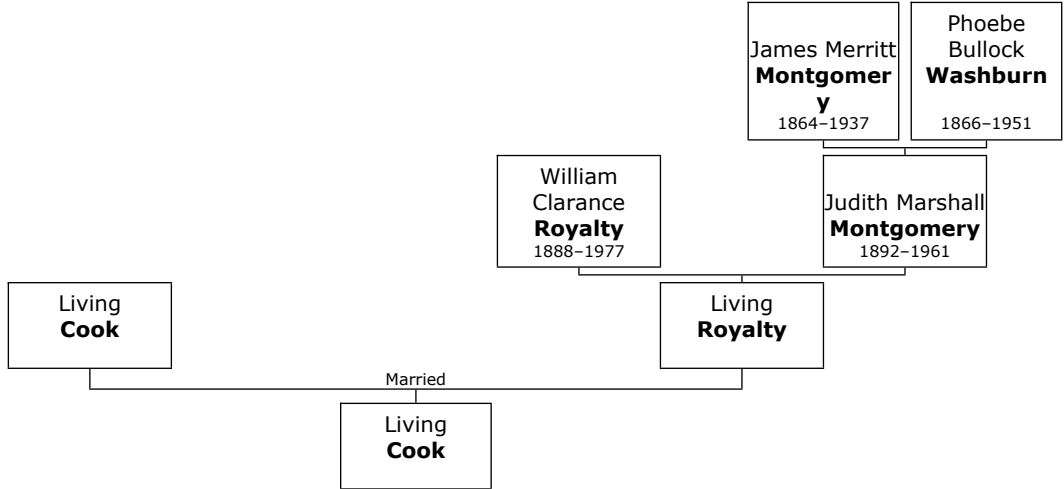 James Merritt
Montgomer
y
1864–1937
Phoebe
Bullock
Washburn
1866–1951
William
Clarance
Royalty
1888–1977
Judith Marshall
Montgomery
1892–1961
Living
Cook
Living
Royalty
Married
Living
Cook